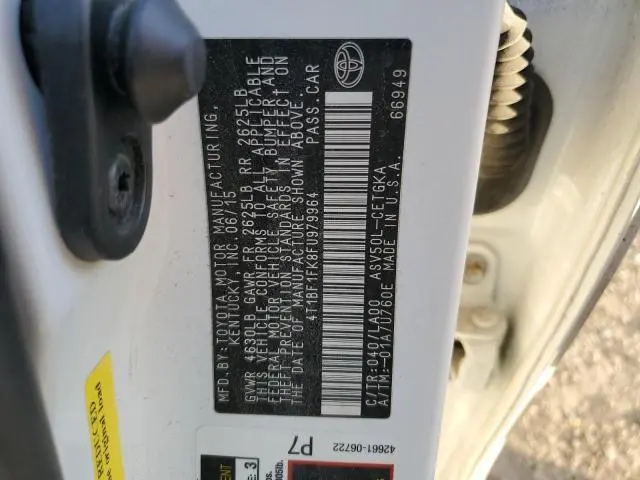 MFD.BY:TOYOTA MOTOR MANUFACTURING,
KENTUCKY, INC. 06/15
GVWR 4630LB GAWR FR 2625LB RR 2625LB
THIS VEHICLE CONFORMS TO ALL APPLICABLE
FEDERAL MOTOR VEHICLE SAFETY, BUMPER, AND
THEFT-PREVENTION STANDARDS IN EFFECT ON
THE DATE OF MANUFACTURE SHOWN ABOVE.
4T1BF1FK8FU979964 PASS.CAR
C/TR:040/LA00 ASV50L-CETGKA
A/TM:-01A/U760E MADE IN U.S.A.
66949
P7
42661-06722
on original Load